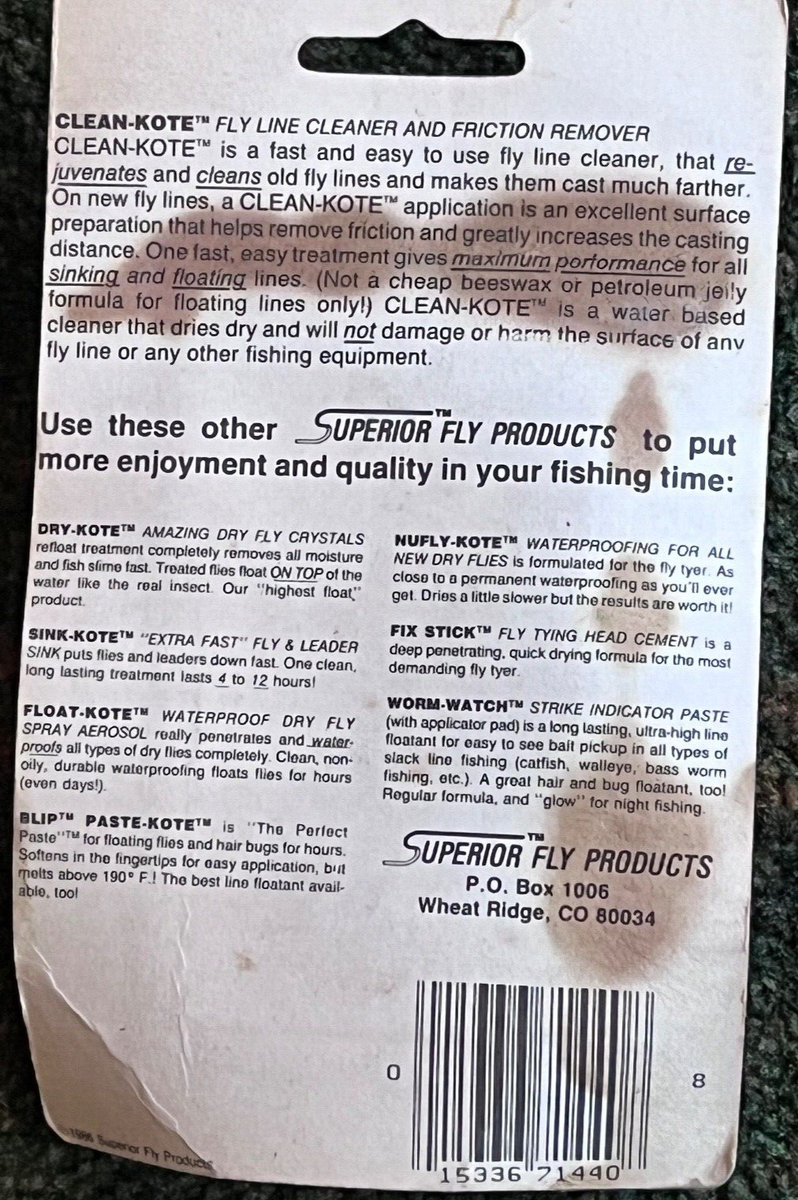 CLEAN-KOTE™ FLY LINE CLEANER AND FRICTION REMOVER
CLEAN-KOTE™ is a fast and easy to use fly line cleaner, that re-
juvenates and cleans old fly lines and makes them cast much farther.
On new fly lines, a CLEAN-KOTE™ application is an excellent surface
preparation that helps remove friction and greatly increases the casting
distance. One fast, easy treatment gives maximum porformance for all
sinking and floating lines. (Not a cheap beeswax or petroleum jelly
formula for floating lines only!) CLEAN-KOTE™ is a water based
cleaner that dries dry and will not damage or harm the surface of any
fly line or any other fishing equipment.
Use these other SUPERIOR™ FLY PRODUCTS to put
more enjoyment and quality in your fishing time:
DRY-KOTE™ AMAZING DRY FLY CRYSTALS
refloat treatment completely removes all moisture
and fish slime fast. Treated flies float ON TOP of the
water like the real insect. Our "highest float"
product.
SINK-KOTE™ "EXTRA FAST" FLY & LEADER
SINK puts flies and leaders down fast. One clean,
long lasting treatment lasts 4 to 12 hours!
FLOAT-KOTE™ WATERPROOF DRY FLY
SPRAY AEROSOL really penetrates and water-
proofs all types of dry flies completely. Clean, non-
oily, durable waterproofing floats flies for hours
(even days!).
BLIP™ PASTE-KOTE™ is "The Perfect
Paste"™ for floating flies and hair bugs for hours.
Softens in the fingertips for easy application, but
melts above 190° F.! The best line floatant avail-
able, too!
NUFLY-KOTE™ WATERPROOFING FOR ALL
NEW DRY FLIES is formulated for the fly tyer. As
close to a permanent waterproofing as you'll ever
get. Dries a little slower but the results are worth it!
FIX STICK™ FLY TYING HEAD CEMENT is a
deep penetrating, quick drying formula for the most
demanding fly tyer.
WORM-WATCH™ STRIKE INDICATOR PASTE
(with applicator pad) is a long lasting, ultra-high line
floatant for easy to see bait pickup in all types of
slack line fishing (catfish, walleye, bass worm
fishing, etc.). A great hair and bug floatant, too!
Regular formula, and "glow" for night fishing.
SUPERIOR™ FLY PRODUCTS
P.O. Box 1006
Wheat Ridge, CO 80034
0 15336 71440 8
Superior Fly Products